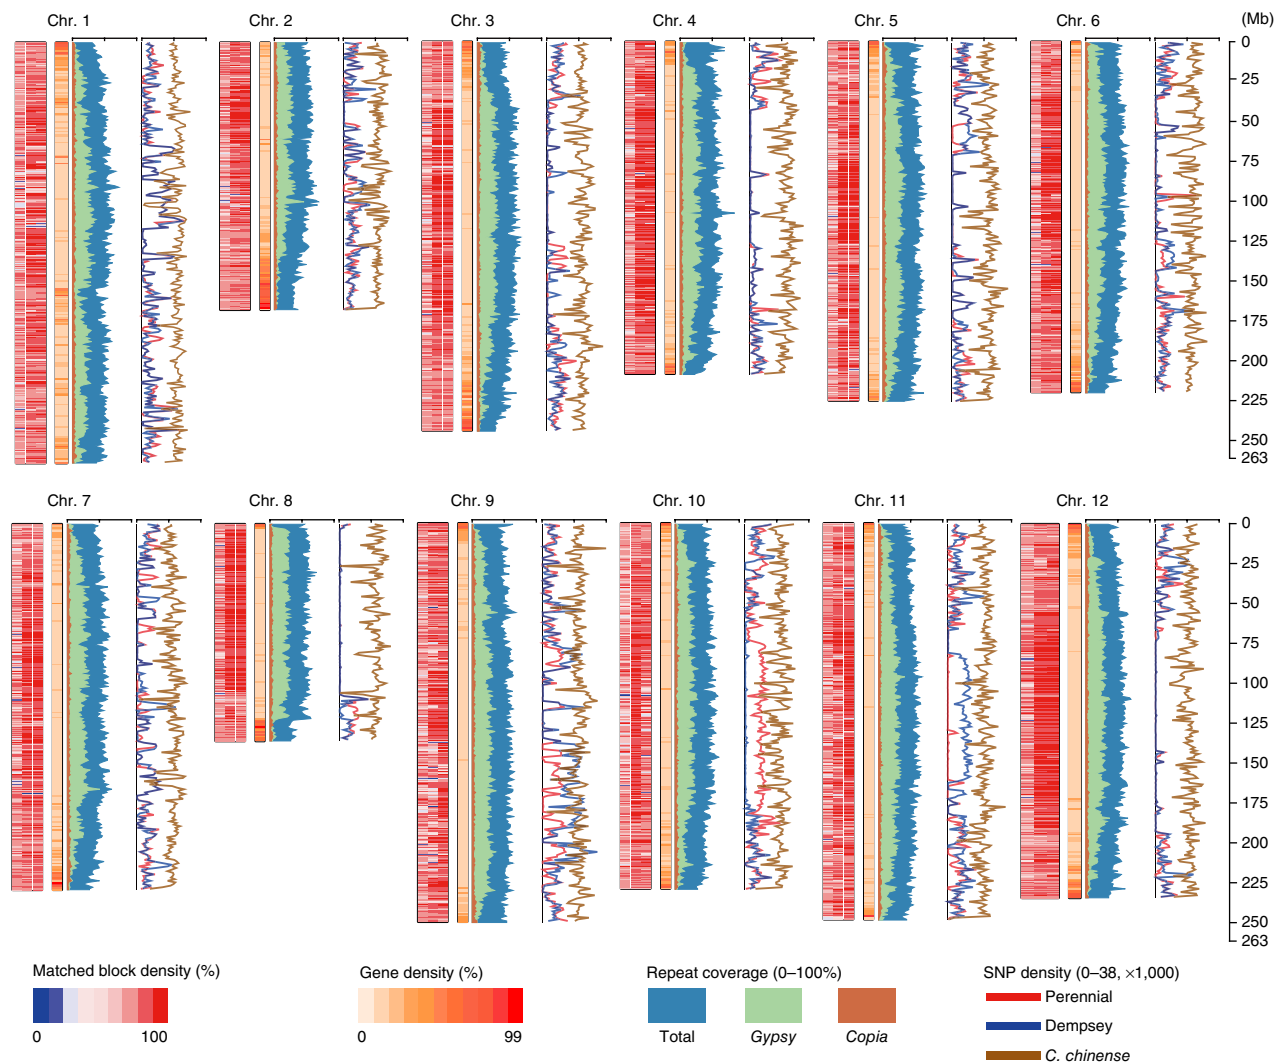 Chr. 1 Chr. 2 Chr. 3 Chr. 4 Chr. 5 Chr. 6 (Mb)
0
25
50
75
100
125
150
175
200
225
250
263
Chr. 7 Chr. 8 Chr. 9 Chr. 10 Chr. 11 Chr. 12
0
25
50
75
100
125
150
175
200
225
250
263
Matched block density (%)
0 100
Gene density (%)
0 99
Repeat coverage (0–100%)
Total Gypsy Copia
SNP density (0–38, ×1,000)
Perennial
Dempsey
C. chinense